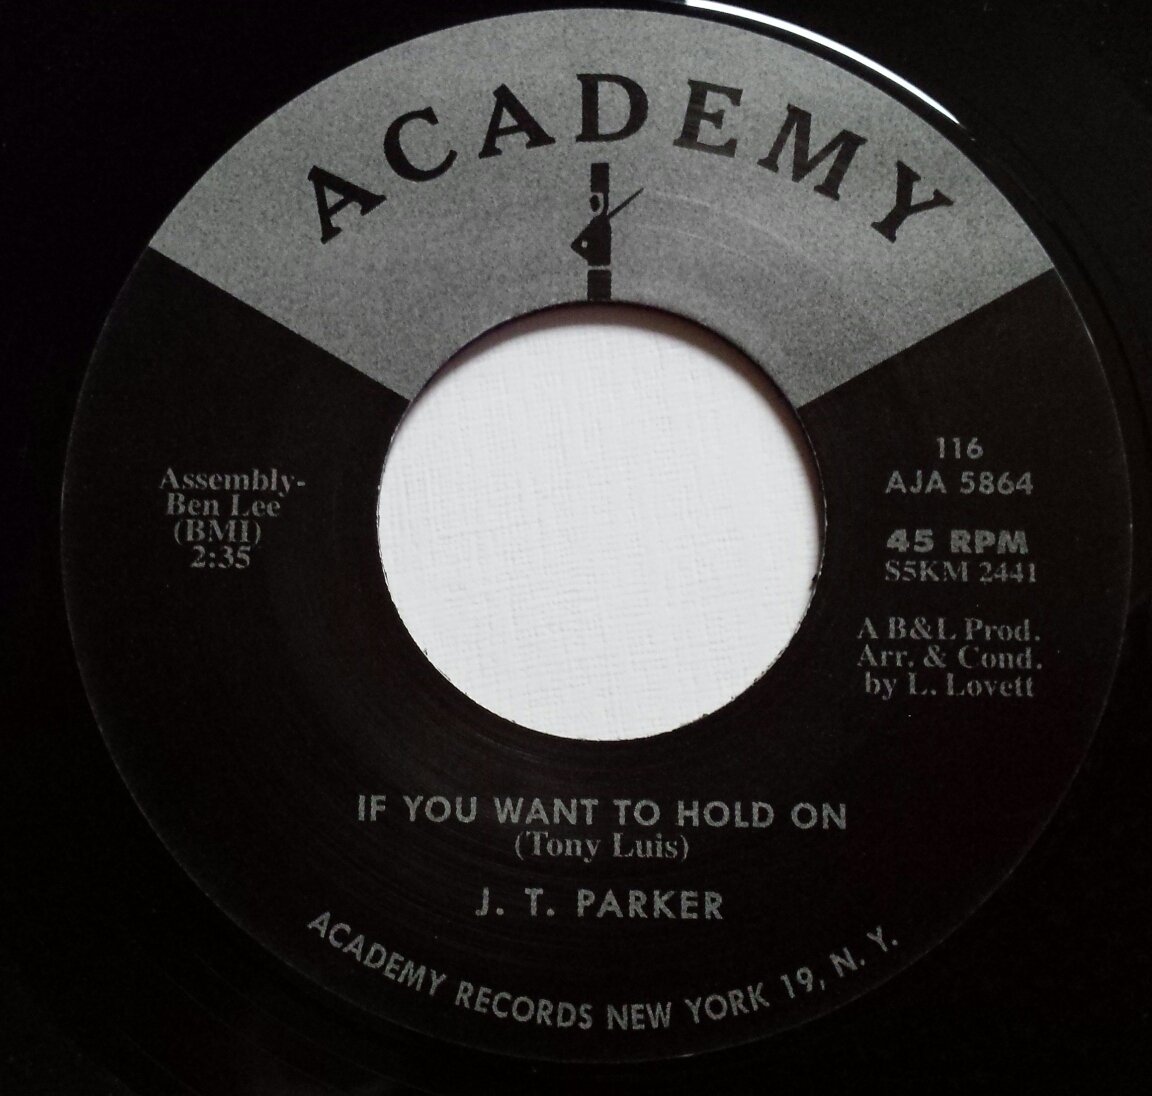 ACADEMY
Assembly-
Ben Lee
(BMI)
2:35
116
AJA 5864
45 RPM
S5KM 2441
A B&L Prod.
Arr. & Cond.
by L. Lovett
IF YOU WANT TO HOLD ON
(Tony Luis)
J. T. PARKER
ACADEMY RECORDS NEW YORK 19, N. Y.